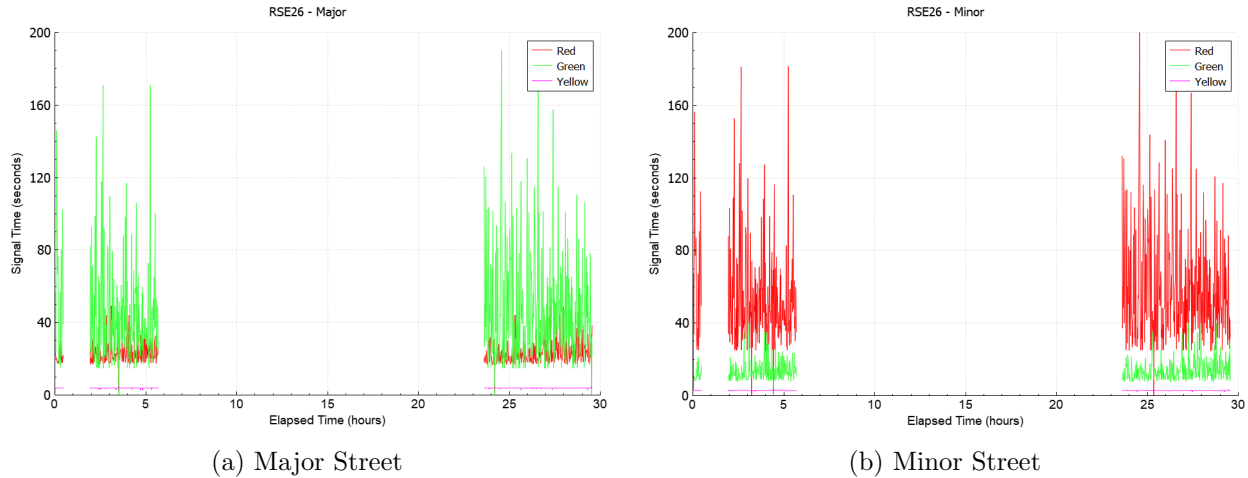 RSE26 - Major
200
160
120
80
40
0
Signal Time (seconds)
Red
Green
Yellow
0 5 10 15 20 25 30
Elapsed Time (hours)
(a) Major Street
RSE26 - Minor
200
160
120
80
40
0
Signal Time (seconds)
Red
Green
Yellow
0 5 10 15 20 25 30
Elapsed Time (hours)
(b) Minor Street